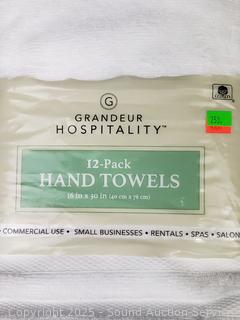 G
GRANDEUR
HOSPITALITY™
12-Pack
HAND TOWELS
16 in x 30 in (40 cm x 76 cm)
• COMMERCIAL USE • SMALL BUSINESSES • RENTALS • SPAS • SALON
Copyright 2025 - Sound Auction Service